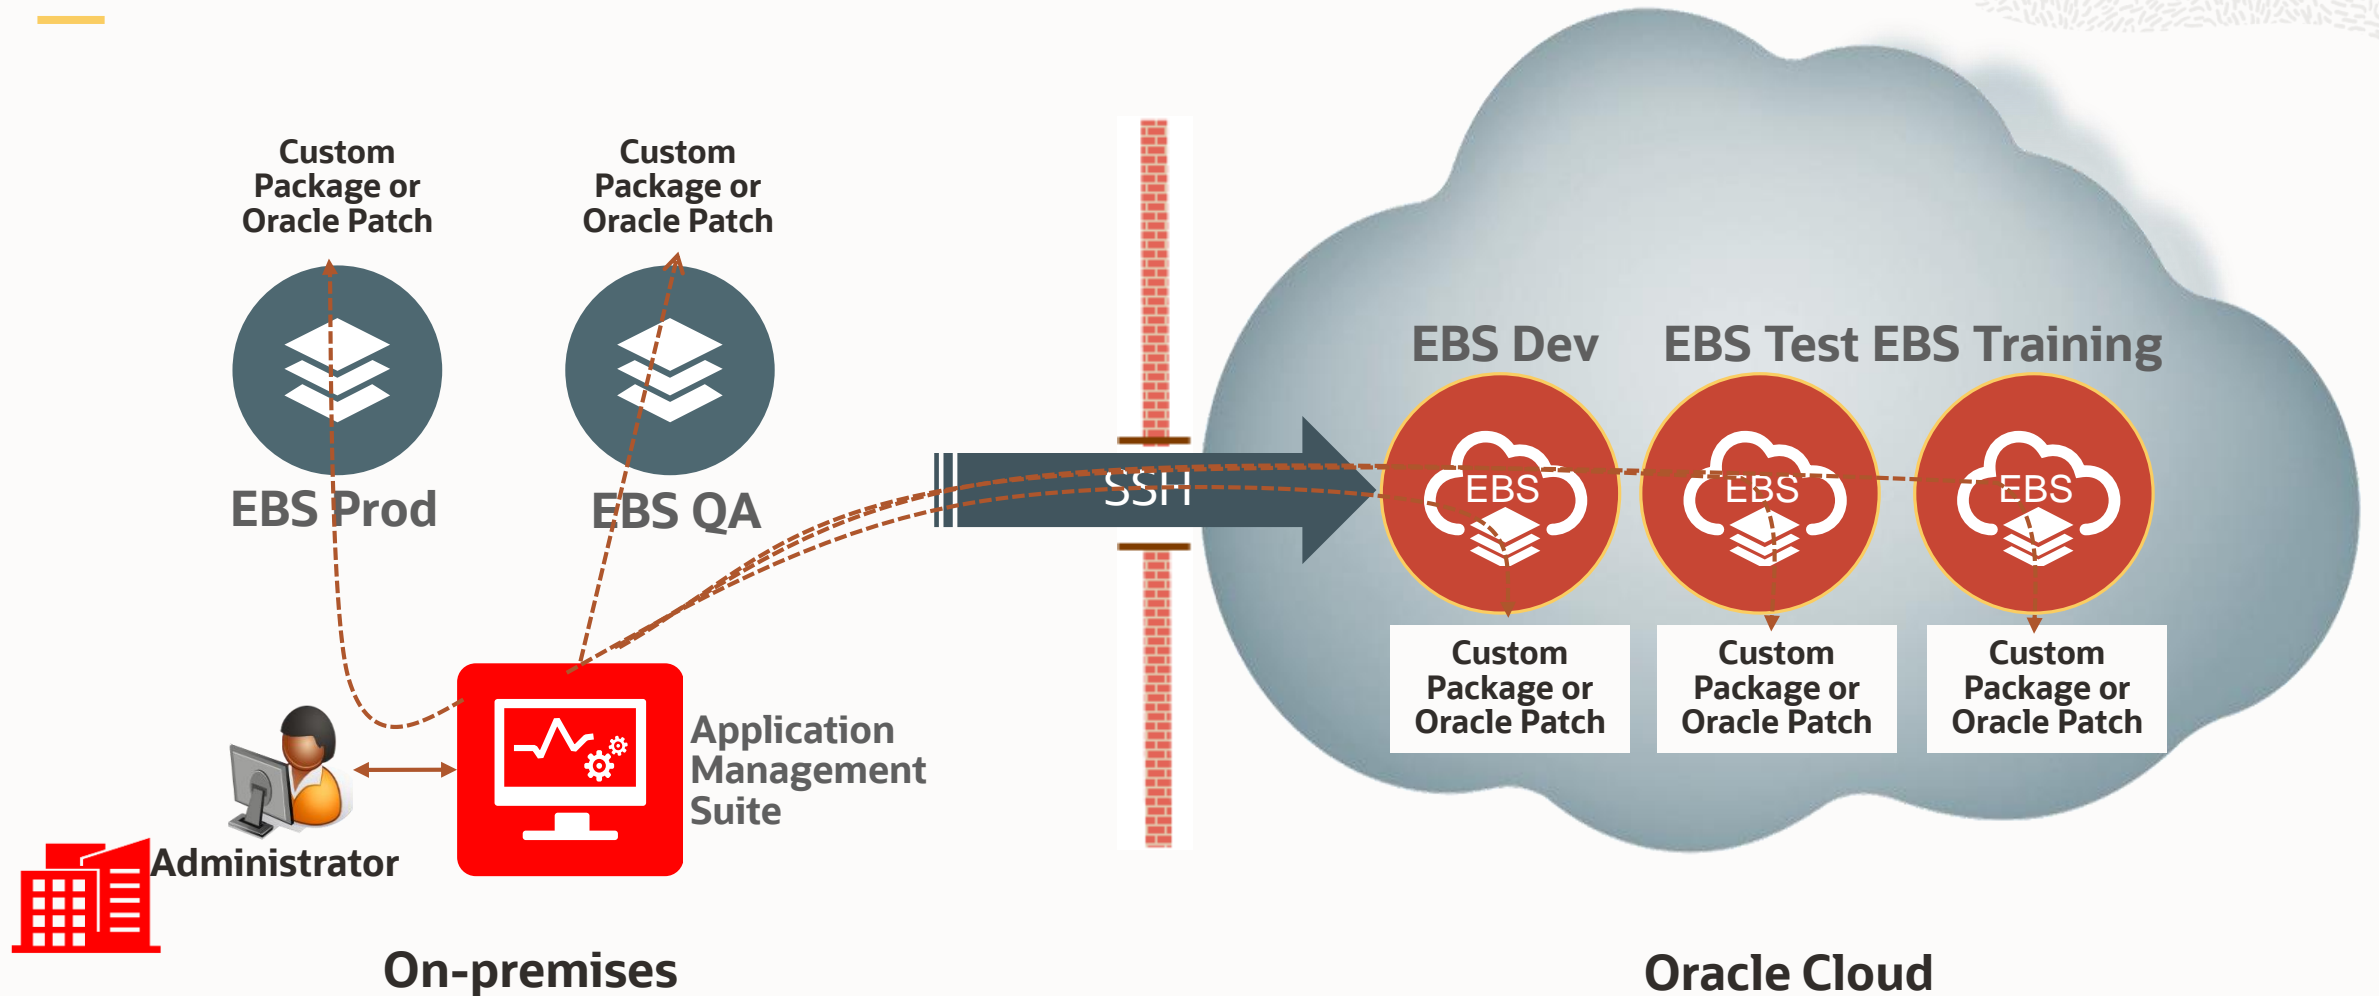 Custom
Package or
Oracle Patch
Custom
Package or
Oracle Patch
EBS Prod
EBS QA
SSH
EBS Dev
EBS Test
EBS Training
EBS
EBS
EBS
Custom
Package or
Oracle Patch
Custom
Package or
Oracle Patch
Custom
Package or
Oracle Patch
Application
Management
Suite
Administrator
On-premises
Oracle Cloud